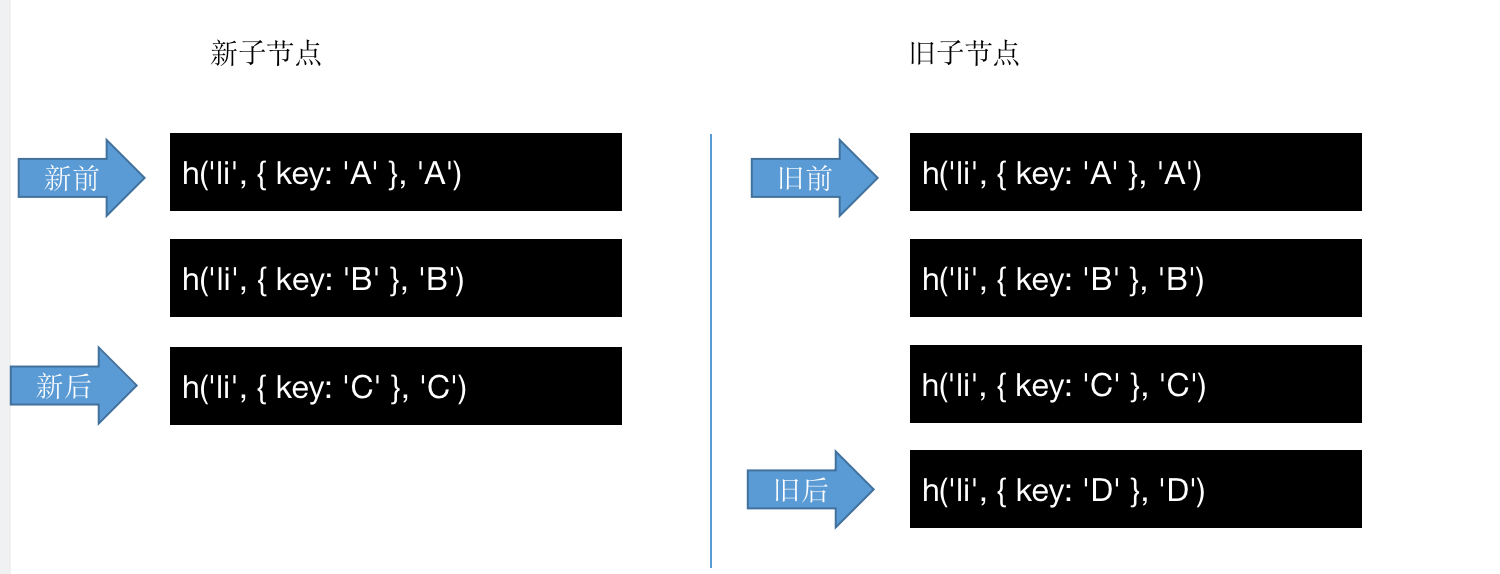 新子节点
旧子节点
新前
h('li', { key: 'A' }, 'A')
h('li', { key: 'B' }, 'B')
新后
h('li', { key: 'C' }, 'C')
旧前
h('li', { key: 'A' }, 'A')
h('li', { key: 'B' }, 'B')
h('li', { key: 'C' }, 'C')
旧后
h('li', { key: 'D' }, 'D')